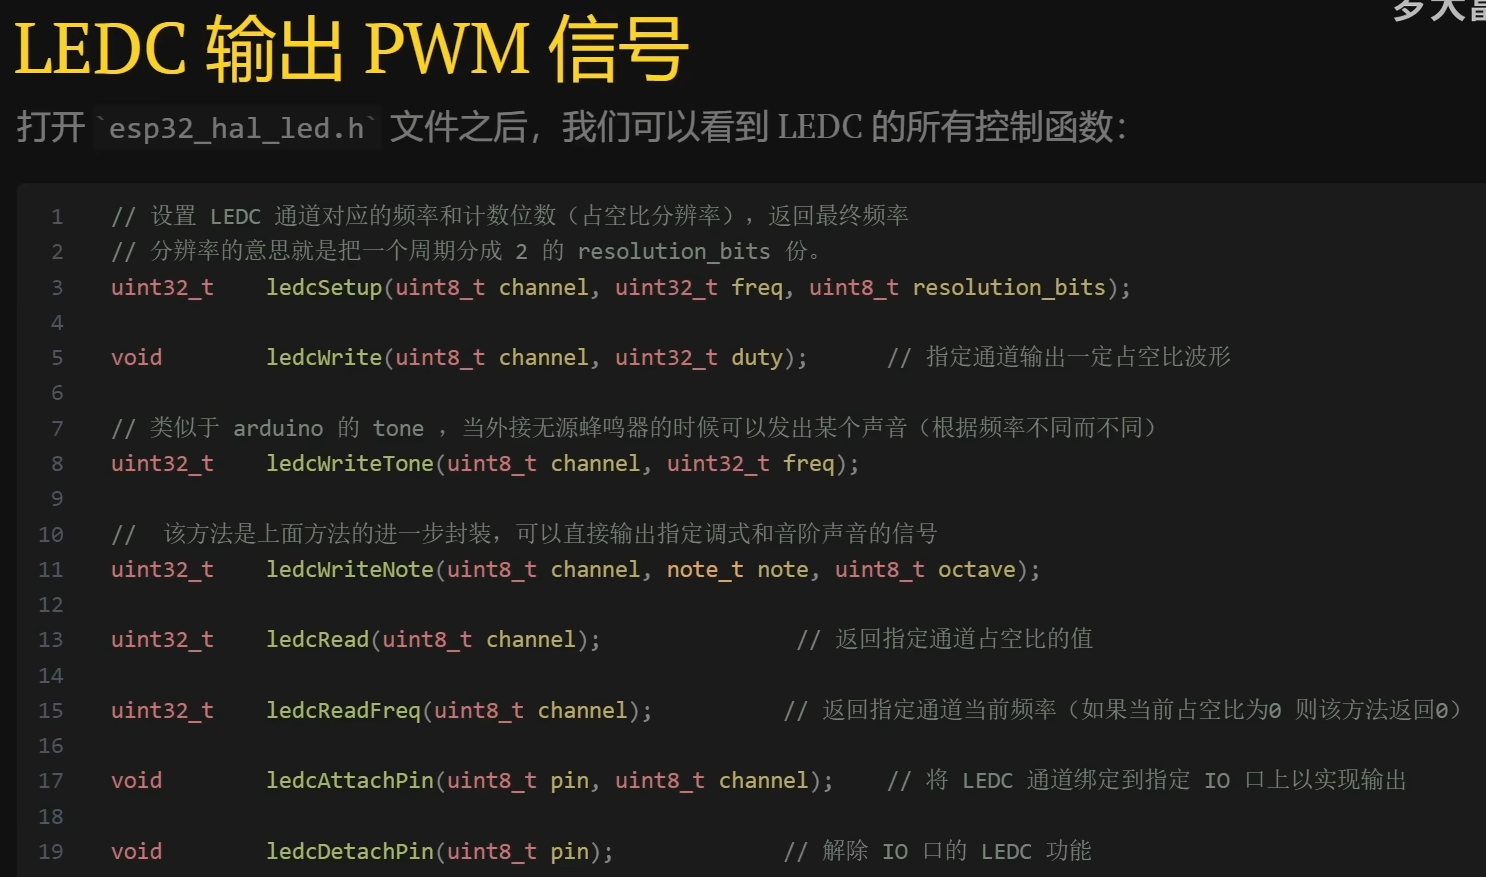 LEDC 输出 PWM 信号
打开 `esp32_hal_led.h` 文件之后，我们可以看到 LEDC 的所有控制函数：
1 // 设置 LEDC 通道对应的频率和计数位数（占空比分辨率），返回最终频率
2 // 分辨率的意思就是把一个周期分成 2 的 resolution_bits 份。
3 uint32_t ledcSetup(uint8_t channel, uint32_t freq, uint8_t resolution_bits);
4
5 void ledcWrite(uint8_t channel, uint32_t duty); // 指定通道输出一定占空比波形
6
7 // 类似于 arduino 的 tone ，当外接无源蜂鸣器的时候可以发出某个声音（根据频率不同而不同）
8 uint32_t ledcWriteTone(uint8_t channel, uint32_t freq);
9
10 // 该方法是上面方法的进一步封装，可以直接输出指定调式和音阶声音的信号
11 uint32_t ledcWriteNote(uint8_t channel, note_t note, uint8_t octave);
12
13 uint32_t ledcRead(uint8_t channel); // 返回指定通道占空比的值
14
15 uint32_t ledcReadFreq(uint8_t channel); // 返回指定通道当前频率（如果当前占空比为0 则该方法返回0）
16
17 void ledcAttachPin(uint8_t pin, uint8_t channel); // 将 LEDC 通道绑定到指定 IO 口上以实现输出
18
19 void ledcDetachPin(uint8_t pin); // 解除 IO 口的 LEDC 功能